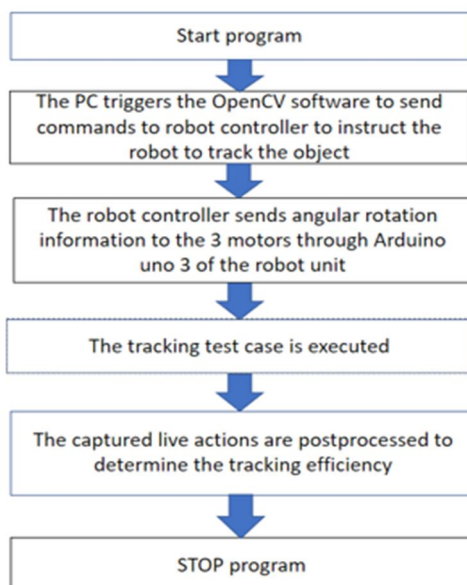 Start program
The PC triggers the OpenCV software to send
commands to robot controller to instruct the
robot to track the object
The robot controller sends angular rotation
information to the 3 motors through Arduino
uno 3 of the robot unit
The tracking test case is executed
The captured live actions are postprocessed to
determine the tracking efficiency
STOP program